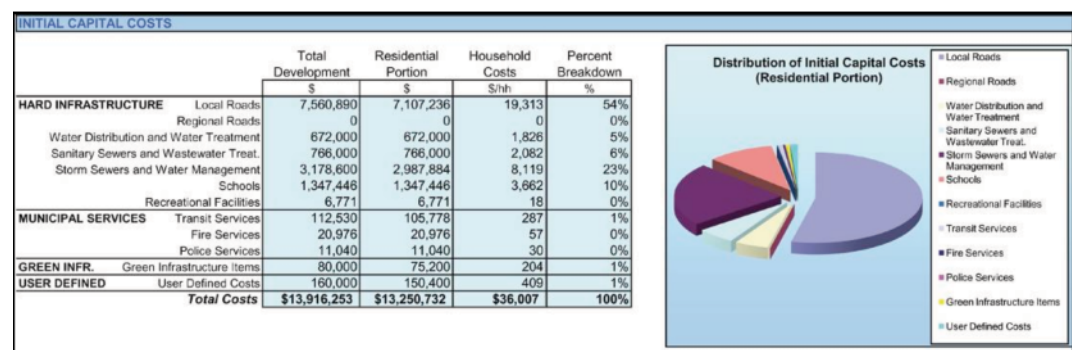 INITIAL CAPITAL COSTS
Total Residential Household Percent
Development Portion Costs Breakdown
$ $ $/hh %
HARD INFRASTRUCTURE Local Roads 7,560,890 7,107,236 19,313 54%
Regional Roads 0 0 0 0%
Water Distribution and Water Treatment 672,000 672,000 1,826 5%
Sanitary Sewers and Wastewater Treat. 766,000 766,000 2,082 6%
Storm Sewers and Water Management 3,178,600 2,987,884 8,119 23%
Schools 1,347,446 1,347,446 3,662 10%
Recreational Facilities 6,771 6,771 18 0%
MUNICIPAL SERVICES Transit Services 112,530 105,778 287 1%
Fire Services 20,976 20,976 57 0%
Police Services 11,040 11,040 30 0%
GREEN INFR. Green Infrastructure Items 80,000 75,200 204 1%
USER DEFINED User Defined Costs 160,000 150,400 409 1%
Total Costs $13,916,253 $13,250,732 $36,007 100%
Distribution of Initial Capital Costs
(Residential Portion)
Local Roads
Regional Roads
Water Distribution and
Water Treatment
Sanitary Sewers and
Wastewater Treat.
Storm Sewers and Water
Management
Schools
Recreational Facilities
Transit Services
Fire Services
Police Services
Green Infrastructure Items
User Defined Costs